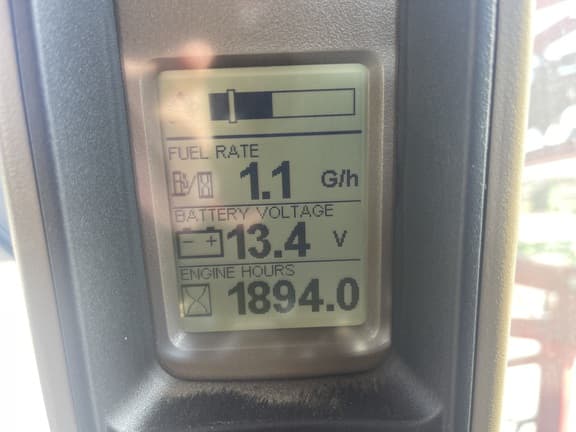 FUEL RATE
1.1 G/h
BATTERY VOLTAGE
13.4 V
ENGINE HOURS
1894.0